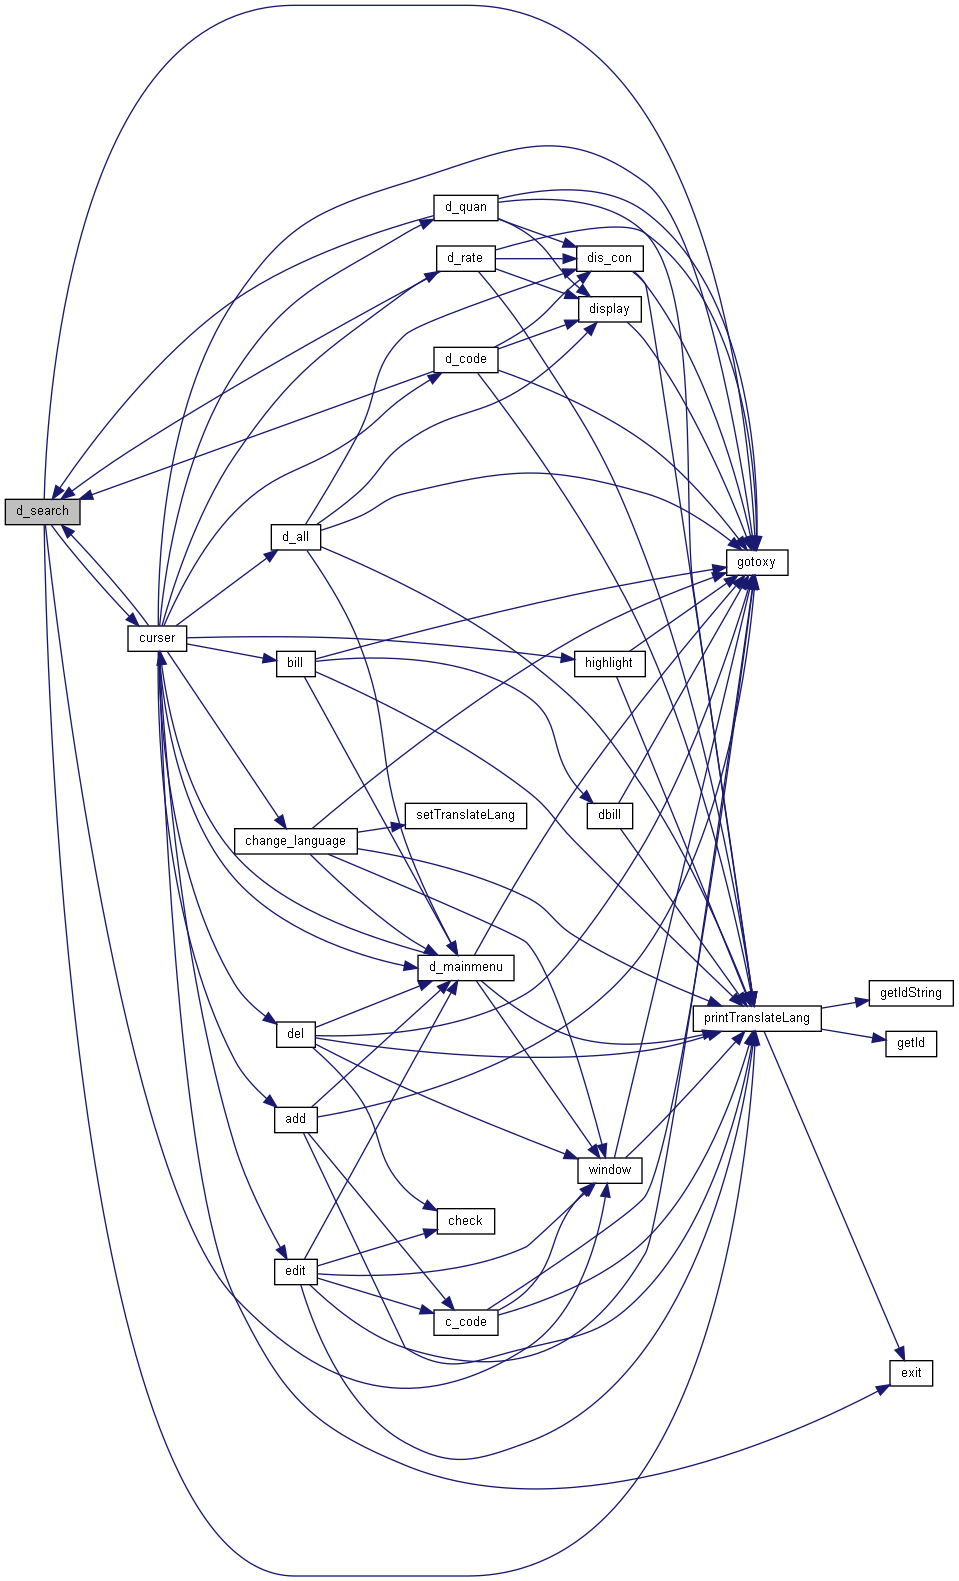 d_quan
d_rate
dis_con
display
d_code
d_search
d_all
gotoxy
curser
bill
highlight
setTranslateLang
dbill
change_language
d_mainmenu
getIdString
printTranslateLang
del
getId
add
window
check
edit
c_code
exit